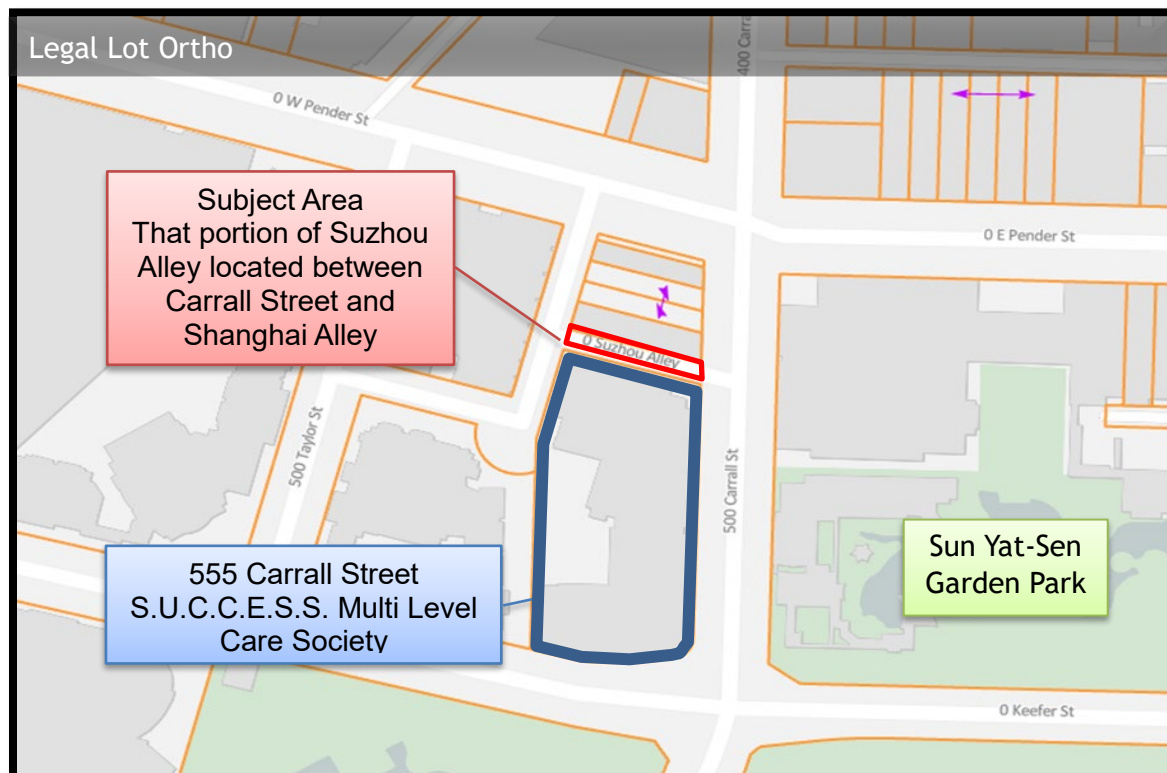 Legal Lot Ortho
400 Carra
0 W Pender St
Subject Area
That portion of Suzhou
Alley located between
Carrall Street and
Shanghai Alley
0 E Pender St
0 Suzhou Alley
500 Taylor St
500 Carrall St
555 Carrall Street
S.U.C.C.E.S.S. Multi Level
Care Society
Sun Yat-Sen
Garden Park
0 Keefer St